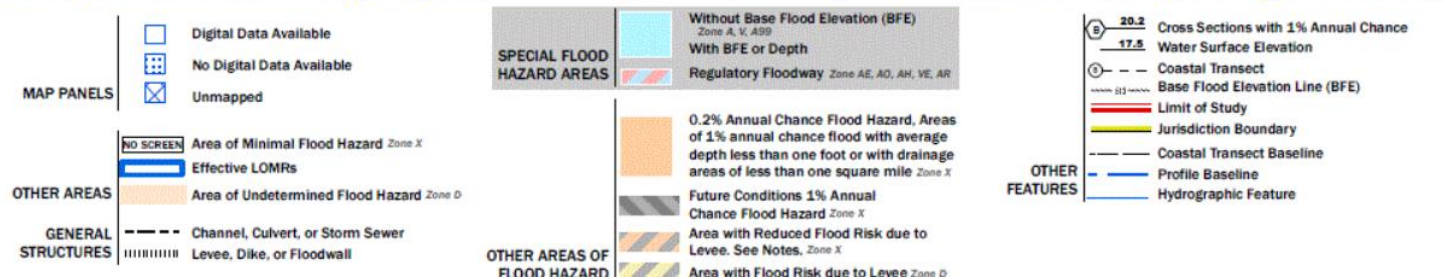 MAP PANELS
Digital Data Available
No Digital Data Available
Unmapped
OTHER AREAS
NO SCREEN Area of Minimal Flood Hazard Zone X
Effective LOMRs
Area of Undetermined Flood Hazard Zone D
GENERAL
STRUCTURES
Channel, Culvert, or Storm Sewer
Levee, Dike, or Floodwall
SPECIAL FLOOD
HAZARD AREAS
Without Base Flood Elevation (BFE)
Zone A, V, A99
With BFE or Depth
Regulatory Floodway Zone AE, AO, AH, VE, AR
OTHER AREAS OF
FLOOD HAZARD
0.2% Annual Chance Flood Hazard, Areas
of 1% annual chance flood with average
depth less than one foot or with drainage
areas of less than one square mile Zone X
Future Conditions 1% Annual
Chance Flood Hazard Zone X
Area with Reduced Flood Risk due to
Levee. See Notes. Zone X
Area with Flood Risk due to Levee Zone D
OTHER
FEATURES
B 20.2 Cross Sections with 1% Annual Chance
17.5 Water Surface Elevation
Coastal Transect
Base Flood Elevation Line (BFE)
Limit of Study
Jurisdiction Boundary
Coastal Transect Baseline
Profile Baseline
Hydrographic Feature